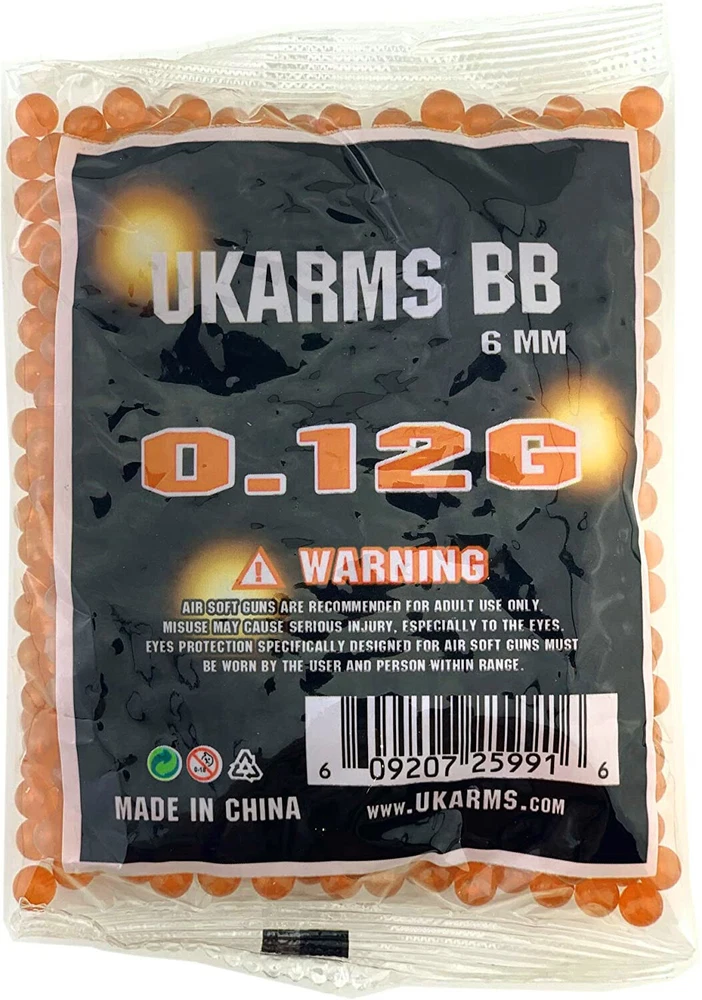 UKARMS BB
6 MM
0.12G
WARNING
AIR SOFT GUNS ARE RECOMMENDED FOR ADULT USE ONLY.
MISUSE MAY CAUSE SERIOUS INJURY, ESPECIALLY TO THE EYES.
EYES PROTECTION SPECIFICALLY DESIGNED FOR AIR SOFT GUNS MUST
BE WORN BY THE USER AND PERSON WITHIN RANGE.
0-18
6 09207 25991 6
MADE IN CHINA
www.UKARMS.COM